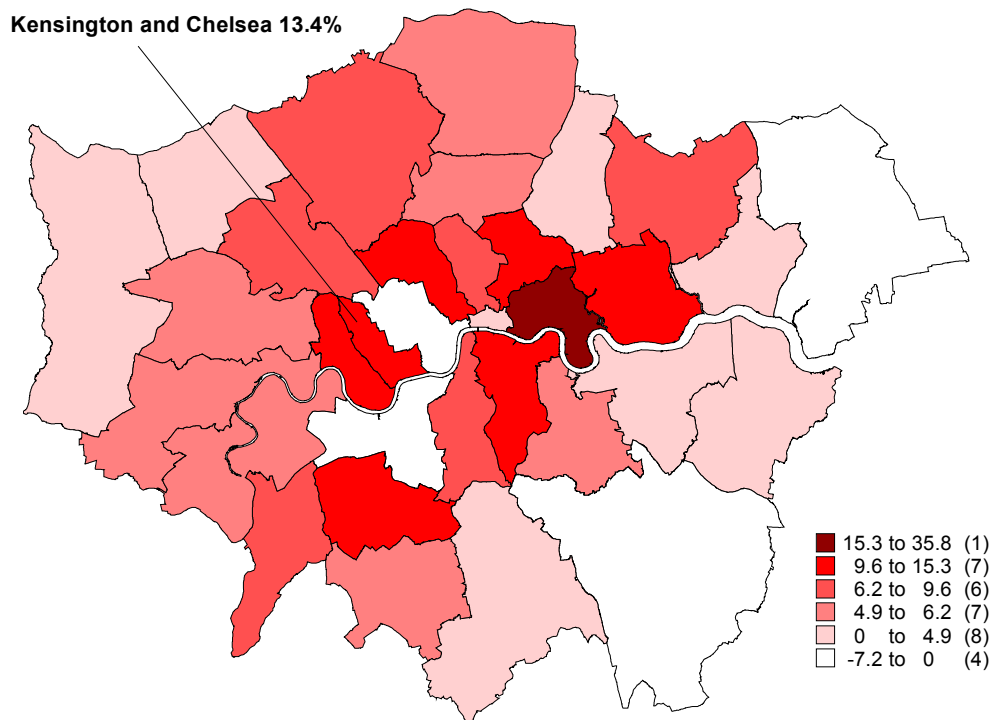 Kensington and Chelsea 13.4%
15.3 to 35.8 (1)
9.6 to 15.3 (7)
6.2 to 9.6 (6)
4.9 to 6.2 (7)
0 to 4.9 (8)
-7.2 to 0 (4)